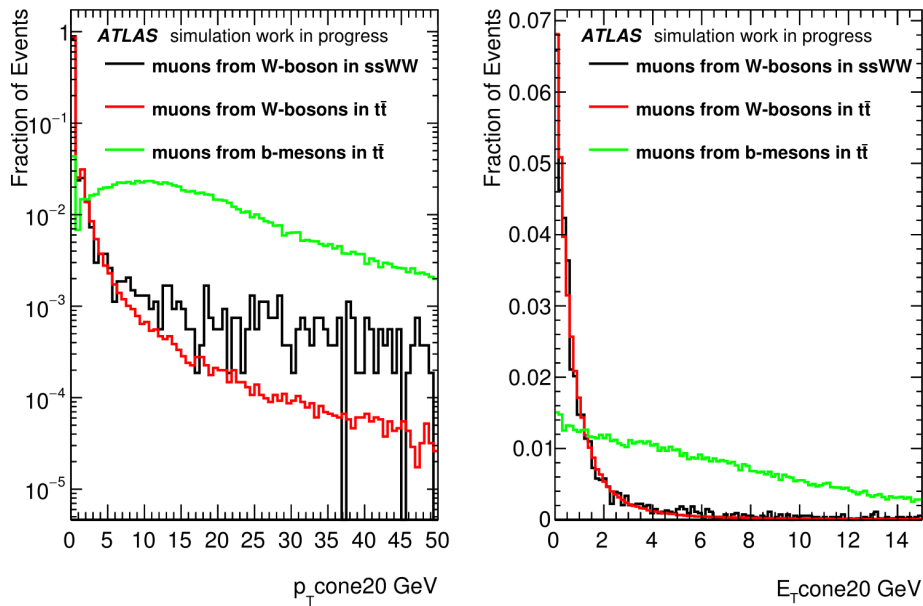 Fraction of Events
ATLAS simulation work in progress
muons from W-boson in ssWW
muons from W-bosons in tt̄
muons from b-mesons in tt̄
1
10⁻¹
10⁻²
10⁻³
10⁻⁴
10⁻⁵
0 5 10 15 20 25 30 35 40 45 50
p_T cone20 GeV
Fraction of Events
ATLAS simulation work in progress
muons from W-bosons in ssWW
muons from W-bosons in tt̄
muons from b-mesons in tt̄
0.07
0.06
0.05
0.04
0.03
0.02
0.01
0
0 2 4 6 8 10 12 14
E_T cone20 GeV